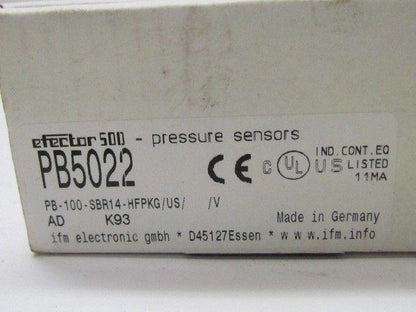 efector500 - pressure sensors
PB5022
CE
C UL US
IND.CONT.EQ
LISTED
11MA
PB-100-SBR14-HFPKG/US/ /V
AD K93
Made in Germany
ifm electronic gmbh * D45127Essen * www.ifm.info